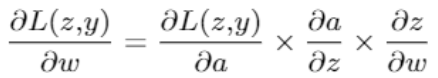 ∂L(z,y)/∂w = ∂L(z,y)/∂a × ∂a/∂z × ∂z/∂w